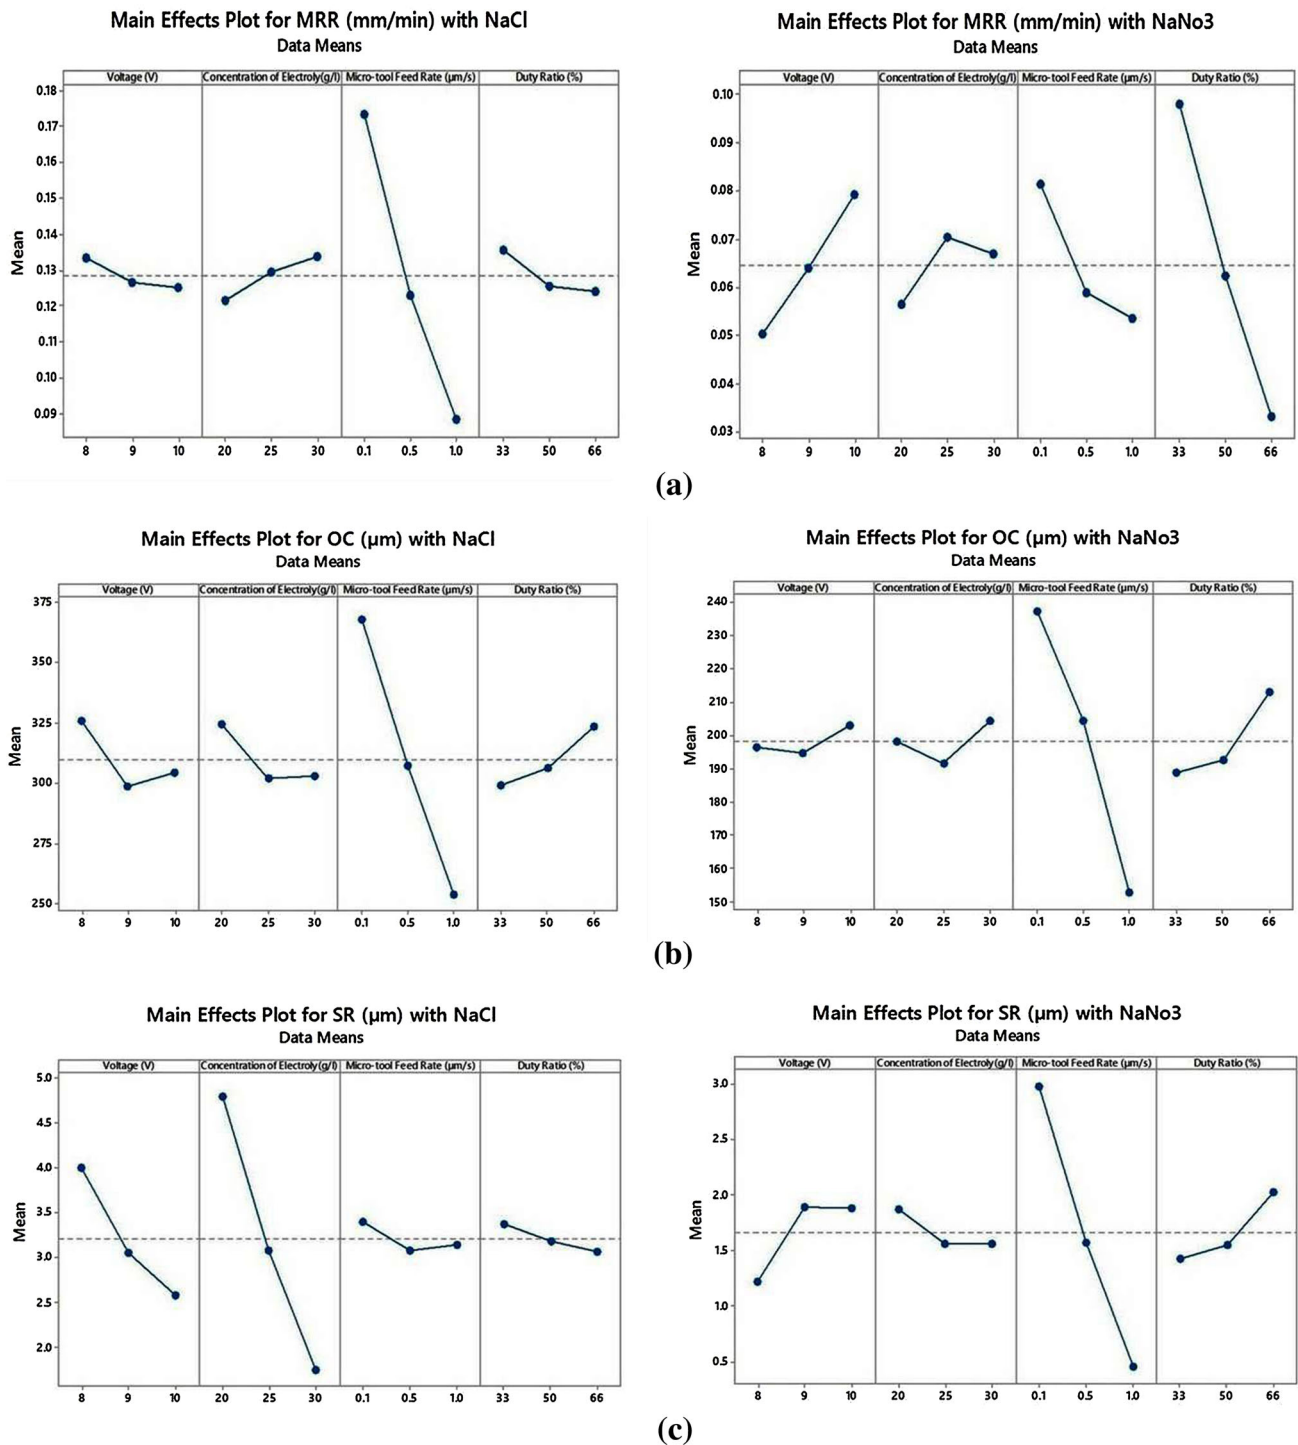 Main Effects Plot for MRR (mm/min) with NaCl
Data Means
Voltage (V) Concentration of Electroly(g/l) Micro-tool Feed Rate (µm/s) Duty Ratio (%)
Mean
0.18
0.17
0.16
0.15
0.14
0.13
0.12
0.11
0.10
0.09
8 9 10 20 25 30 0.1 0.5 1.0 33 50 66
Main Effects Plot for MRR (mm/min) with NaNo3
Data Means
Voltage (V) Concentration of Electroly(g/l) Micro-tool Feed Rate (µm/s) Duty Ratio (%)
Mean
0.10
0.09
0.08
0.07
0.06
0.05
0.04
0.03
8 9 10 20 25 30 0.1 0.5 1.0 33 50 66
(a)
Main Effects Plot for OC (µm) with NaCl
Data Means
Voltage (V) Concentration of Electroly(g/l) Micro-tool Feed Rate (µm/s) Duty Ratio (%)
Mean
375
350
325
300
275
250
8 9 10 20 25 30 0.1 0.5 1.0 33 50 66
Main Effects Plot for OC (µm) with NaNo3
Data Means
Voltage (V) Concentration of Electroly(g/l) Micro-tool Feed Rate (µm/s) Duty Ratio (%)
Mean
240
230
220
210
200
190
180
170
160
150
8 9 10 20 25 30 0.1 0.5 1.0 33 50 66
(b)
Main Effects Plot for SR (µm) with NaCl
Data Means
Voltage (V) Concentration of Electroly(g/l) Micro-tool Feed Rate (µm/s) Duty Ratio (%)
Mean
5.0
4.5
4.0
3.5
3.0
2.5
2.0
8 9 10 20 25 30 0.1 0.5 1.0 33 50 66
Main Effects Plot for SR (µm) with NaNo3
Data Means
Voltage (V) Concentration of Electroly(g/l) Micro-tool Feed Rate (µm/s) Duty Ratio (%)
Mean
3.0
2.5
2.0
1.5
1.0
0.5
8 9 10 20 25 30 0.1 0.5 1.0 33 50 66
(c)